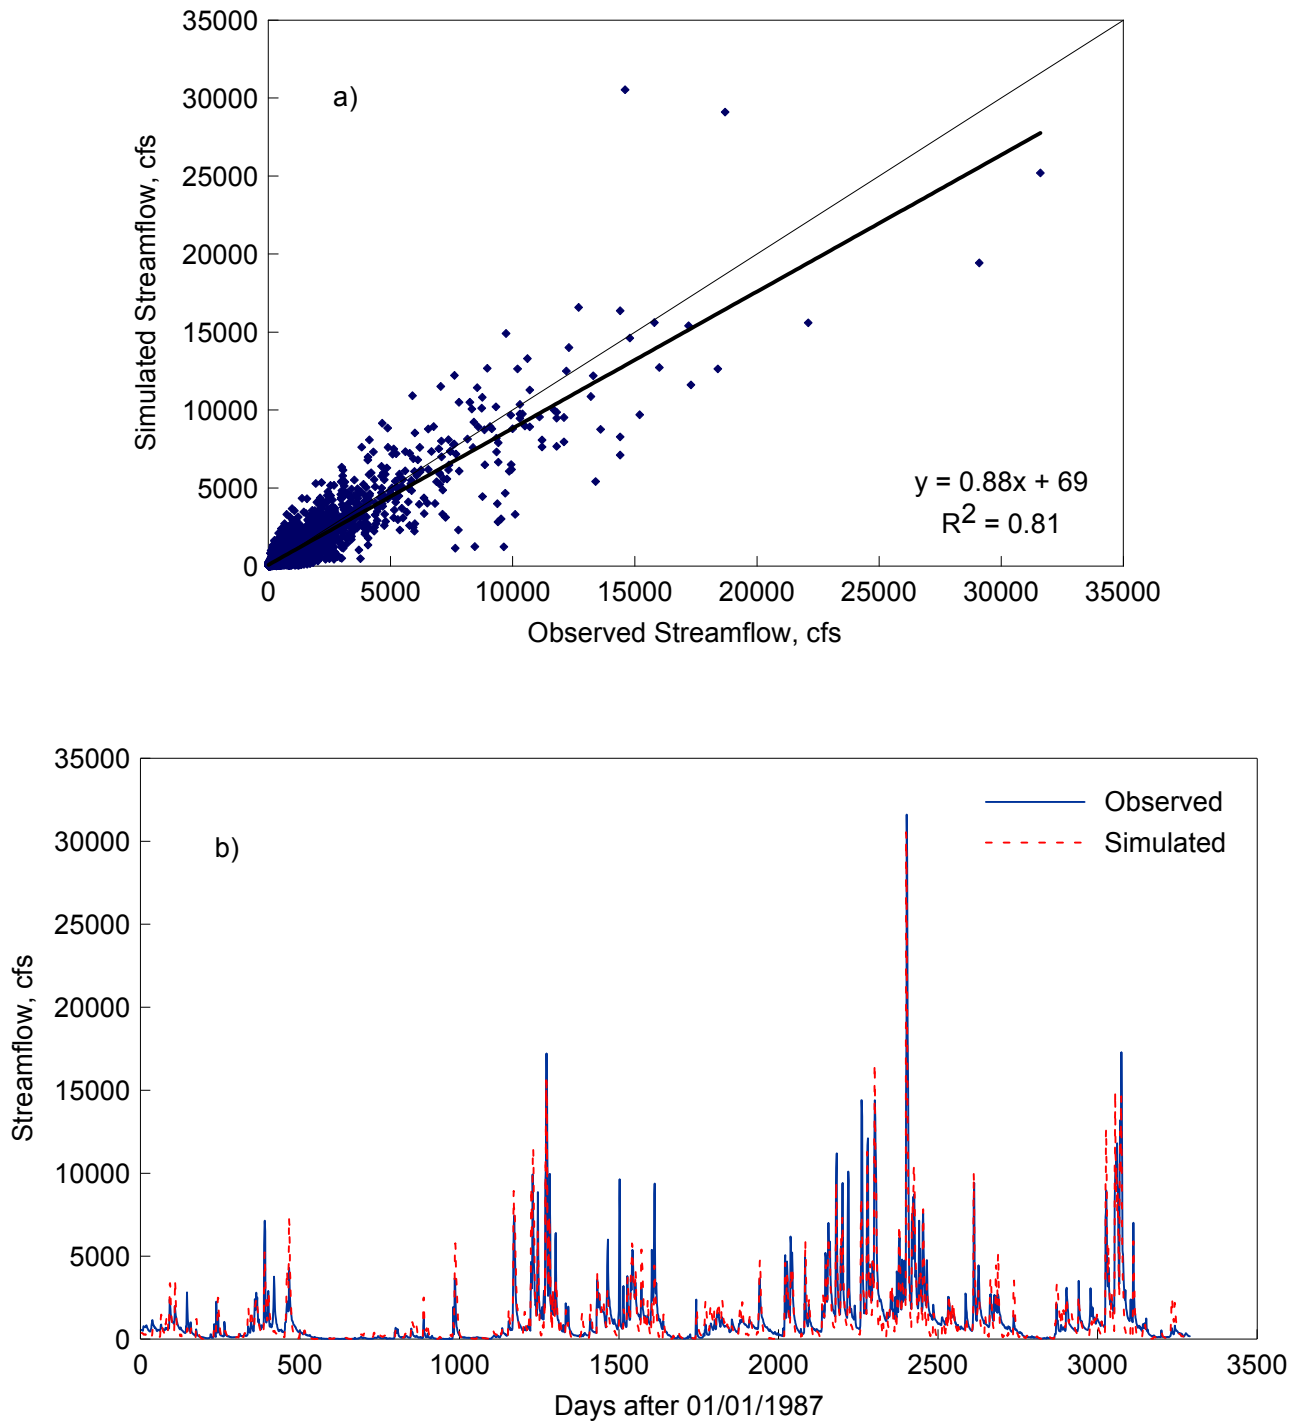 35000
30000
25000
20000
15000
10000
5000
0
Simulated Streamflow, cfs
a)
y = 0.88x + 69
R2 = 0.81
0 5000 10000 15000 20000 25000 30000 35000
Observed Streamflow, cfs
35000
30000
25000
20000
15000
10000
5000
0
Streamflow, cfs
b)
Observed
Simulated
0 500 1000 1500 2000 2500 3000 3500
Days after 01/01/1987